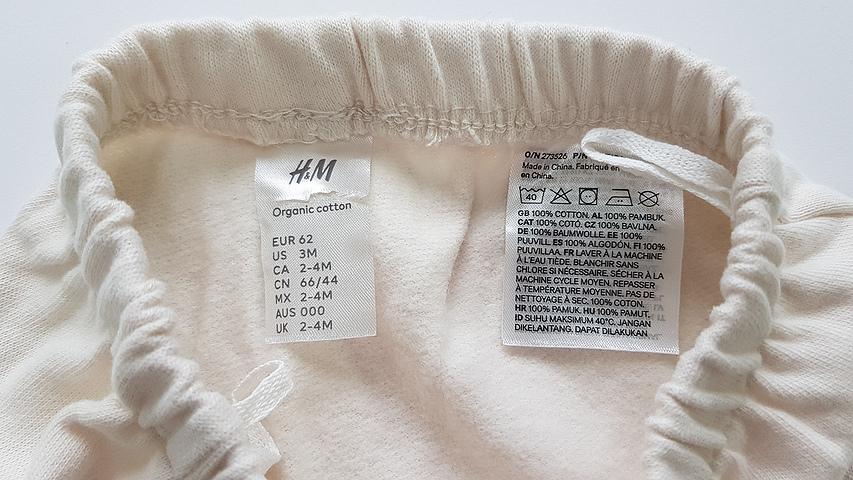 H&M
Organic cotton
EUR 62
US 3M
CA 2-4M
CN 66/44
MX 2-4M
AUS 000
UK 2-4M
O/N 273526 P/N
Made in China. Fabriqué en
en China.
40
GB 100% COTTON. AL 100% PAMBUK.
CAT 100% COTÓ. CZ 100% BAVLNA.
DE 100% BAUMWOLLE. EE 100%
PUUVILL. ES 100% ALGODÓN. FI 100%
PUUVILLAA. FR LAVER À LA MACHINE
À L'EAU TIÈDE. BLANCHIR SANS
CHLORE SI NÉCESSAIRE. SÉCHER À LA
MACHINE CYCLE MOYEN. REPASSER
À TEMPÉRATURE MOYENNE. PAS DE
NETTOYAGE À SEC. 100% COTON.
HR 100% PAMUK. HU 100% PAMUT.
ID SUHU MAKSIMUM 40°C. JANGAN
DIKELANTANG. DAPAT DILAKUKAN